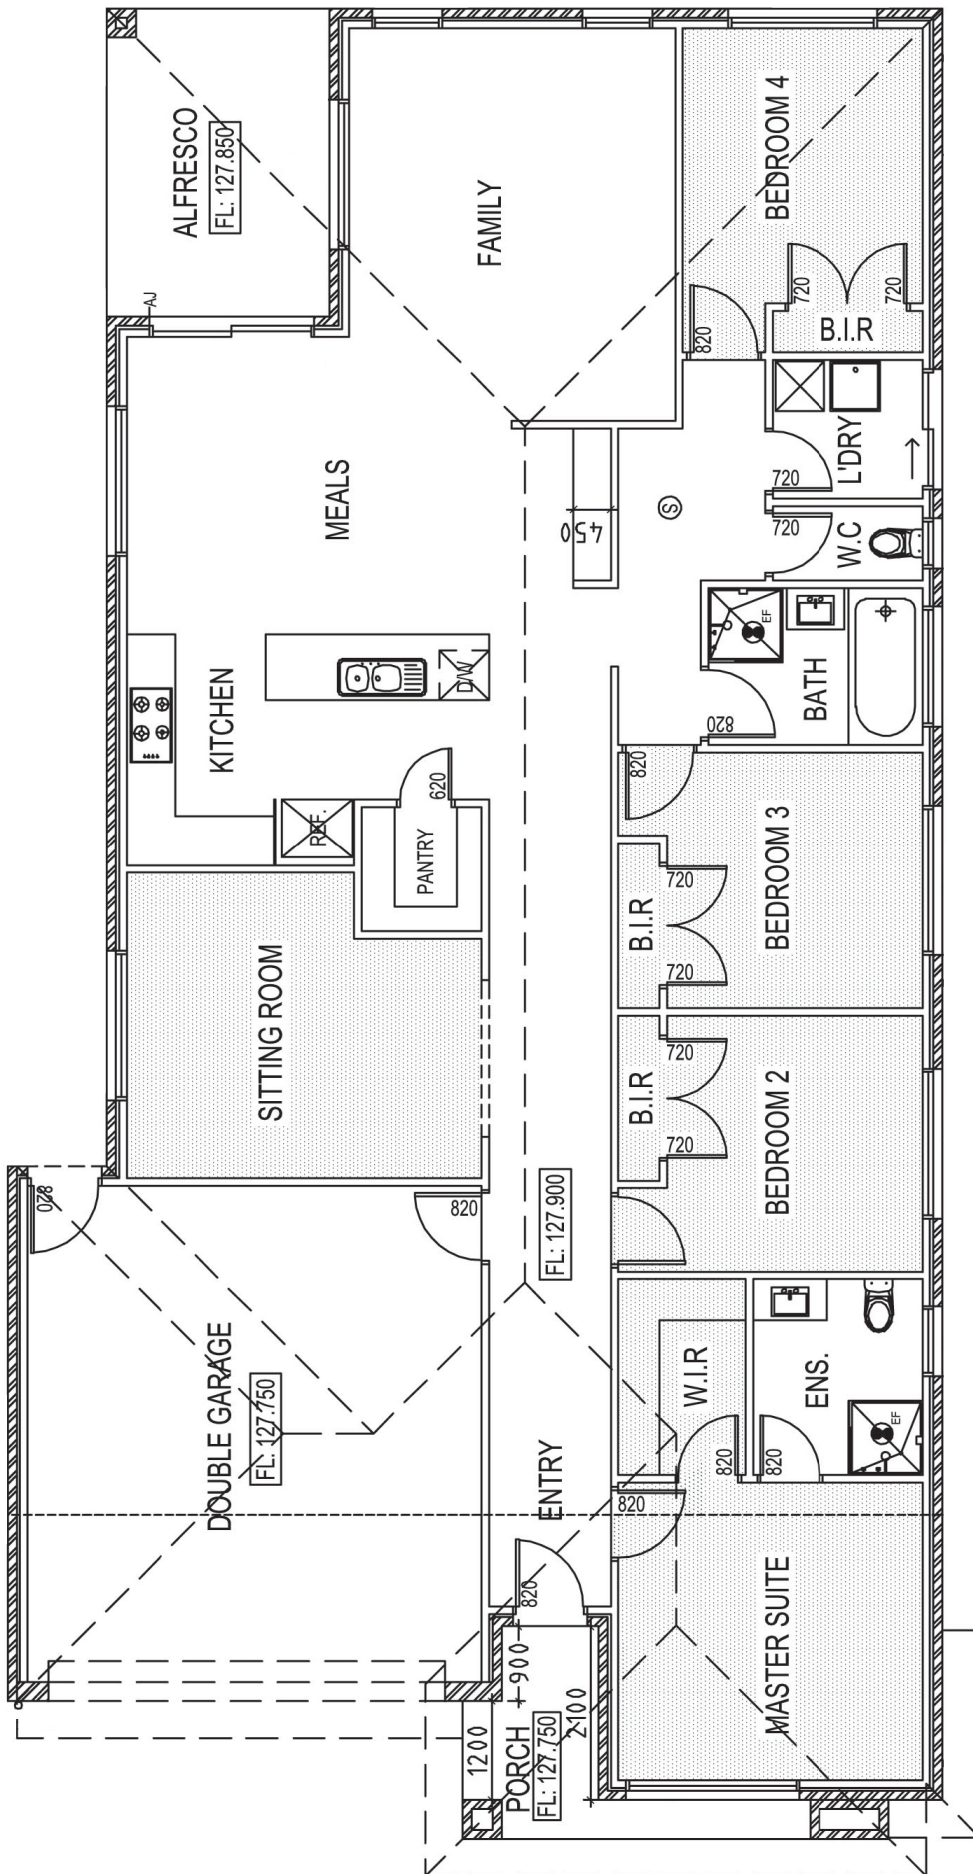 ALFRESCO
FL: 127.850
AJ
FAMILY
BEDROOM 4
720
720
B.I.R
820
MEALS
450
S
L'DRY
720
W.C
720
KITCHEN
D/W
EF
BATH
820
REF.
620
PANTRY
820
BEDROOM 3
720
B.I.R
720
SITTING ROOM
720
B.I.R
720
BEDROOM 2
820
820
FL: 127.900
DOUBLE GARAGE
FL: 127.750
W.I.R
ENS.
EF
820
820
820
ENTRY
820
MASTER SUITE
900
1200
2100
PORCH
FL: 127.750